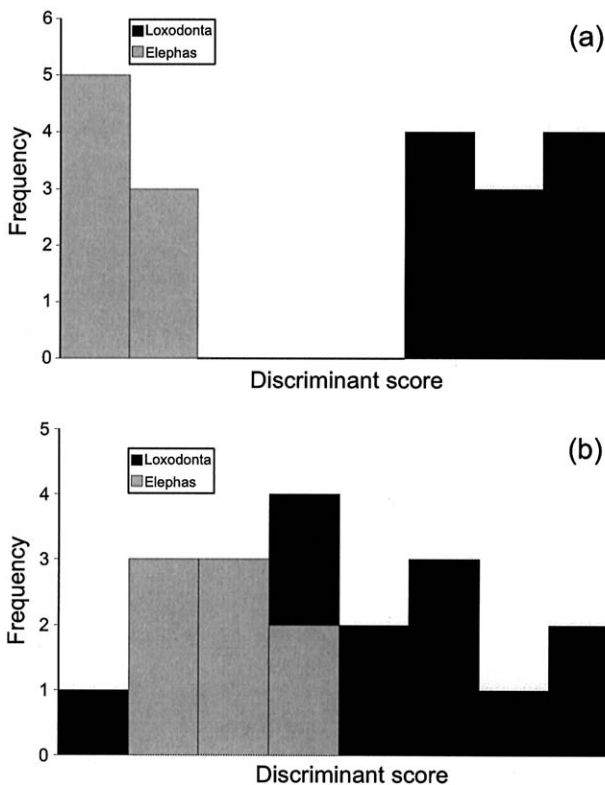 (a)
Loxodonta
Elephas
Frequency
6
5
4
3
2
1
0
Discriminant score
(b)
Loxodonta
Elephas
Frequency
5
4
3
2
1
0
Discriminant score